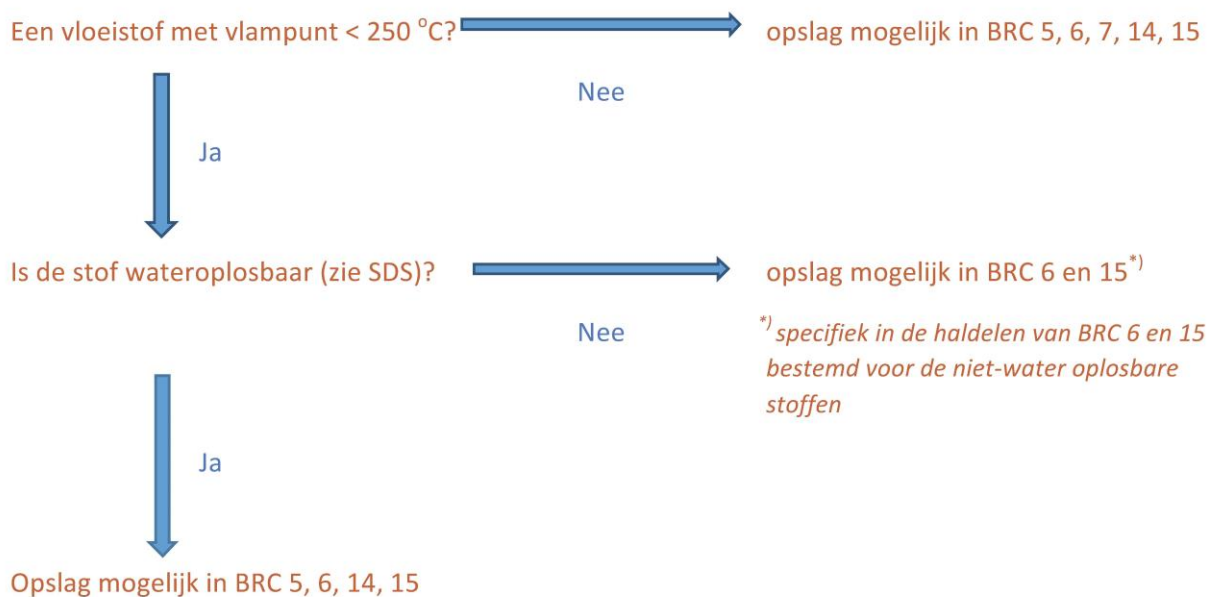 Een vloeistof met vlampunt < 250 °C?
opslag mogelijk in BRC 5, 6, 7, 14, 15
Nee
Ja
Is de stof wateroplosbaar (zie SDS)?
opslag mogelijk in BRC 6 en 15*)
Nee
*) specifiek in de haldelen van BRC 6 en 15
bestemd voor de niet-water oplosbare
stoffen
Ja
Opslag mogelijk in BRC 5, 6, 14, 15